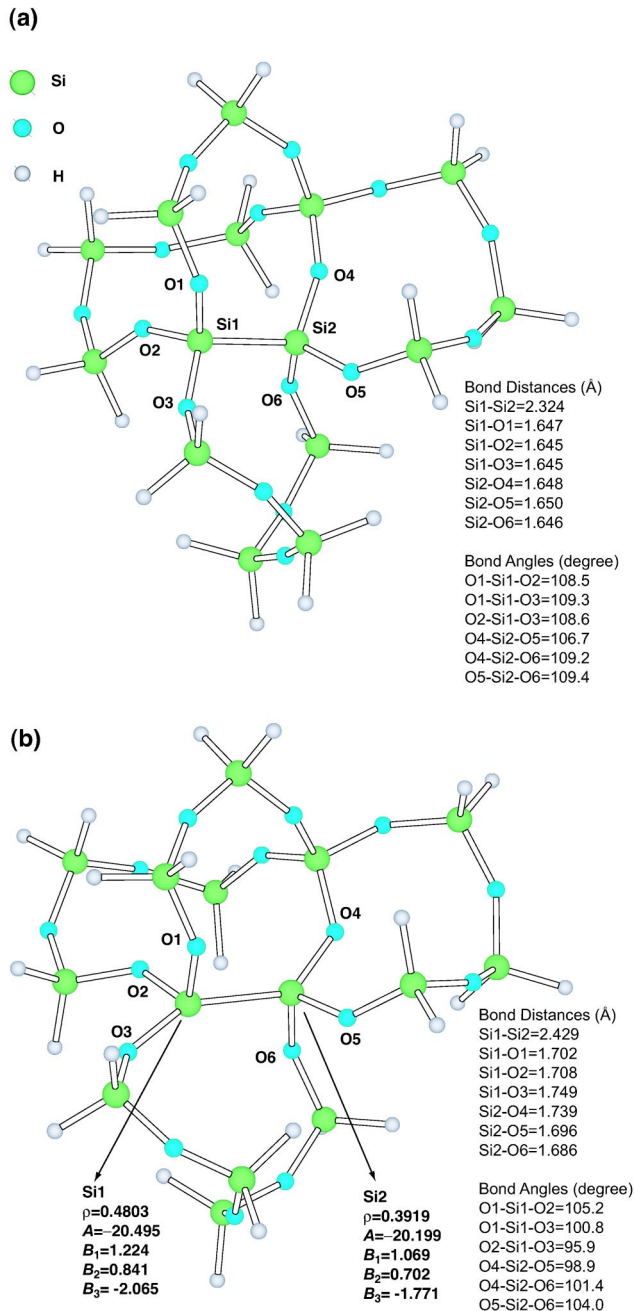 (a)
Si
O
H
O1
O4
Si1
Si2
O2
O5
O3
O6
Bond Distances (Å)
Si1-Si2=2.324
Si1-O1=1.647
Si1-O2=1.645
Si1-O3=1.645
Si2-O4=1.648
Si2-O5=1.650
Si2-O6=1.646
Bond Angles (degree)
O1-Si1-O2=108.5
O1-Si1-O3=109.3
O2-Si1-O3=108.6
O4-Si2-O5=106.7
O4-Si2-O6=109.2
O5-Si2-O6=109.4
(b)
O4
O1
O2
O3
O5
O6
Bond Distances (Å)
Si1-Si2=2.429
Si1-O1=1.702
Si1-O2=1.708
Si1-O3=1.749
Si2-O4=1.739
Si2-O5=1.696
Si2-O6=1.686
Si1
ρ=0.4803
A=−20.495
B₁=1.224
B₂=0.841
B₃= -2.065
Si2
ρ=0.3919
A=−20.199
B₁=1.069
B₂=0.702
B₃= -1.771
Bond Angles (degree)
O1-Si1-O2=105.2
O1-Si1-O3=100.8
O2-Si1-O3=95.9
O4-Si2-O5=98.9
O4-Si2-O6=101.4
O5-Si2-O6=104.0